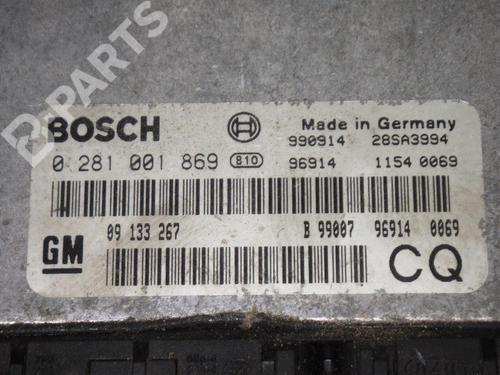 B-PARTS
BOSCH
Made in Germany
990914 28SA3994
0 281 001 869 810 96914 1154 0069
09 133 267 B 99007 96914 0069
GM
CQ